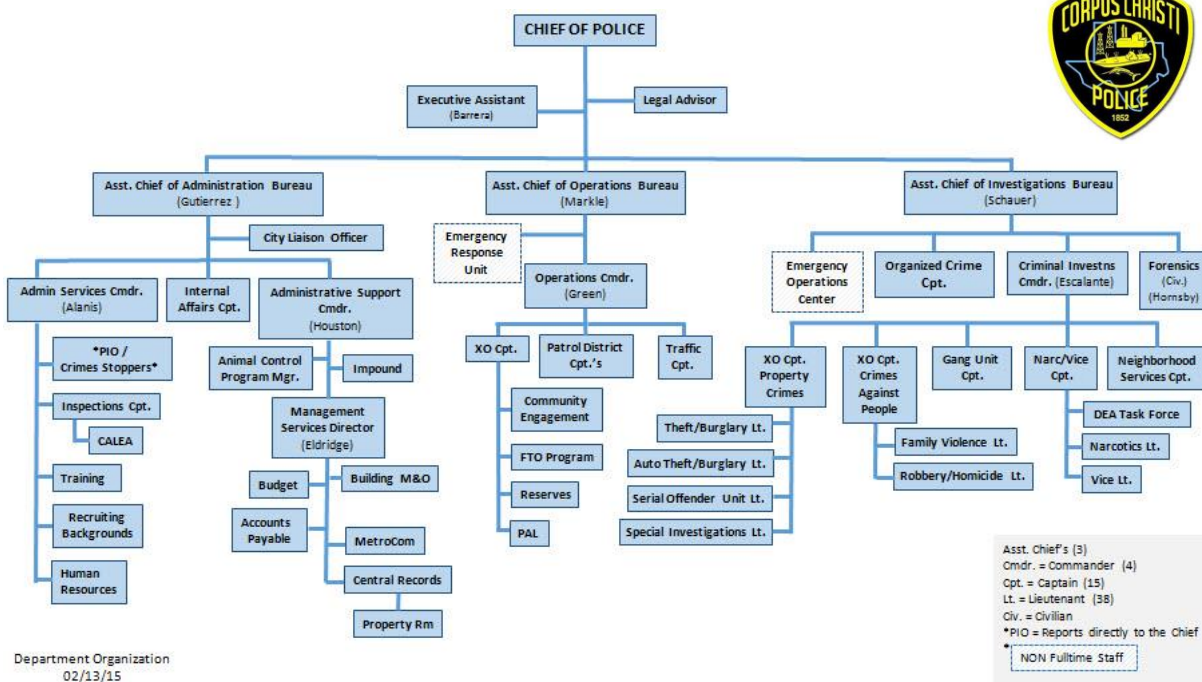 CORPUS CHRISTI
POLICE
1852
CHIEF OF POLICE
Executive Assistant
(Barrera)
Legal Advisor
Asst. Chief of Administration Bureau
(Gutierrez )
Asst. Chief of Operations Bureau
(Markle)
Asst. Chief of Investigations Bureau
(Schauer)
City Liaison Officer
Emergency
Response
Unit
Admin Services Cmdr.
(Alanis)
Internal
Affairs Cpt.
Administrative Support
Cmdr.
(Houston)
Operations Cmdr.
(Green)
Emergency
Operations
Center
Organized Crime
Cpt.
Criminal Investns
Cmdr. (Escalante)
Forensics
(Civ.)
(Hornsby)
*PIO /
Crimes Stoppers*
Inspections Cpt.
CALEA
Training
Recruiting
Backgrounds
Human
Resources
Animal Control
Program Mgr.
Impound
Management
Services Director
(Eldridge)
Budget
Building M&O
Accounts
Payable
MetroCom
Central Records
Property Rm
XO Cpt.
Patrol District
Cpt.'s
Traffic
Cpt.
Community
Engagement
FTO Program
Reserves
PAL
XO Cpt.
Property
Crimes
XO Cpt.
Crimes
Against
People
Gang Unit
Cpt.
Narc/Vice
Cpt.
Neighborhood
Services Cpt.
Theft/Burglary Lt.
Auto Theft/Burglary Lt.
Serial Offender Unit Lt.
Special Investigations Lt.
Family Violence Lt.
Robbery/Homicide Lt.
DEA Task Force
Narcotics Lt.
Vice Lt.
Asst. Chief's (3)
Cmdr. = Commander (4)
Cpt. = Captain (15)
Lt. = Lieutenant (38)
Civ. = Civilian
*PIO = Reports directly to the Chief
*
NON Fulltime Staff
Department Organization
02/13/15